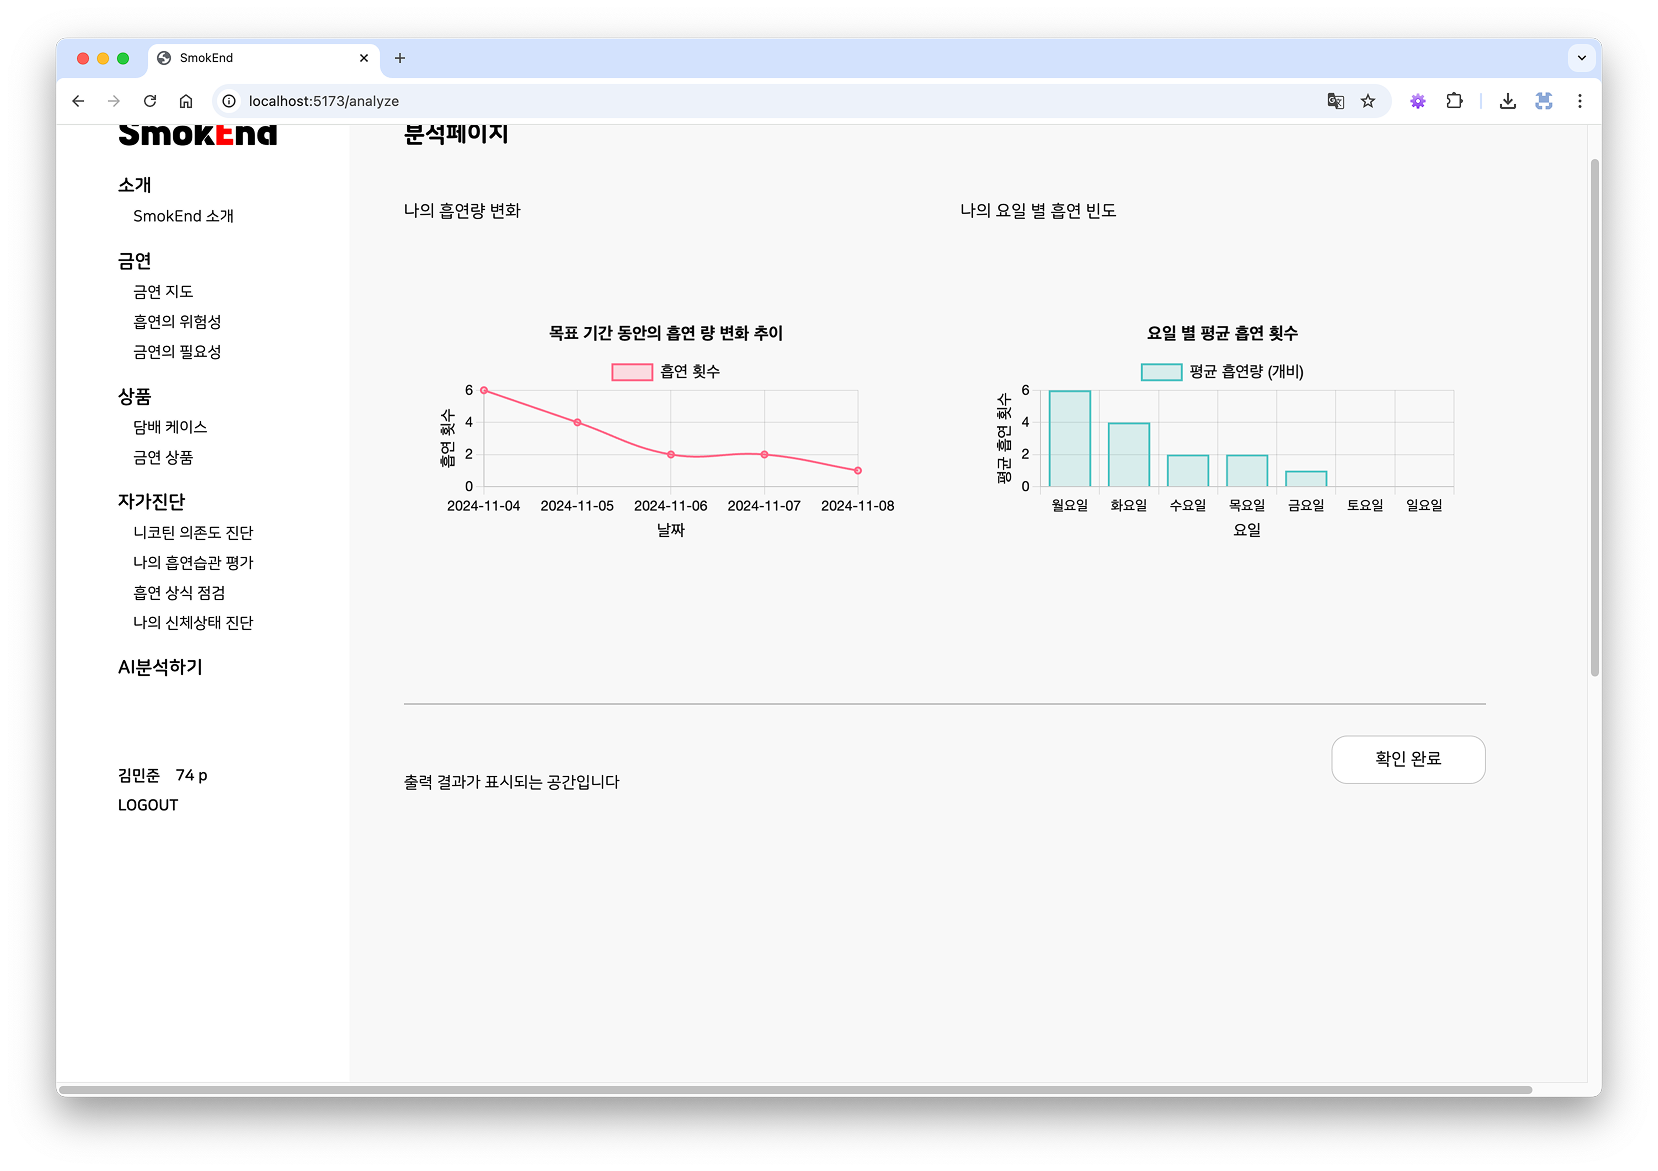 SmokEnd
localhost:5173/analyze
SmokEnd
소개
SmokEnd 소개
금연
금연 지도
흡연의 위험성
금연의 필요성
상품
담배 케이스
금연 상품
자가진단
니코틴 의존도 진단
나의 흡연습관 평가
흡연 상식 점검
나의 신체상태 진단
AI분석하기
김민준 74 p
LOGOUT
분석페이지
나의 흡연량 변화
목표 기간 동안의 흡연 량 변화 추이
흡연 횟수
흡연 횟수
6
4
2
0
2024-11-04 2024-11-05 2024-11-06 2024-11-07 2024-11-08
날짜
나의 요일 별 흡연 빈도
요일 별 평균 흡연 횟수
평균 흡연량 (개비)
평균 흡연 횟수
6
4
2
0
월요일 화요일 수요일 목요일 금요일 토요일 일요일
요일
확인 완료
출력 결과가 표시되는 공간입니다